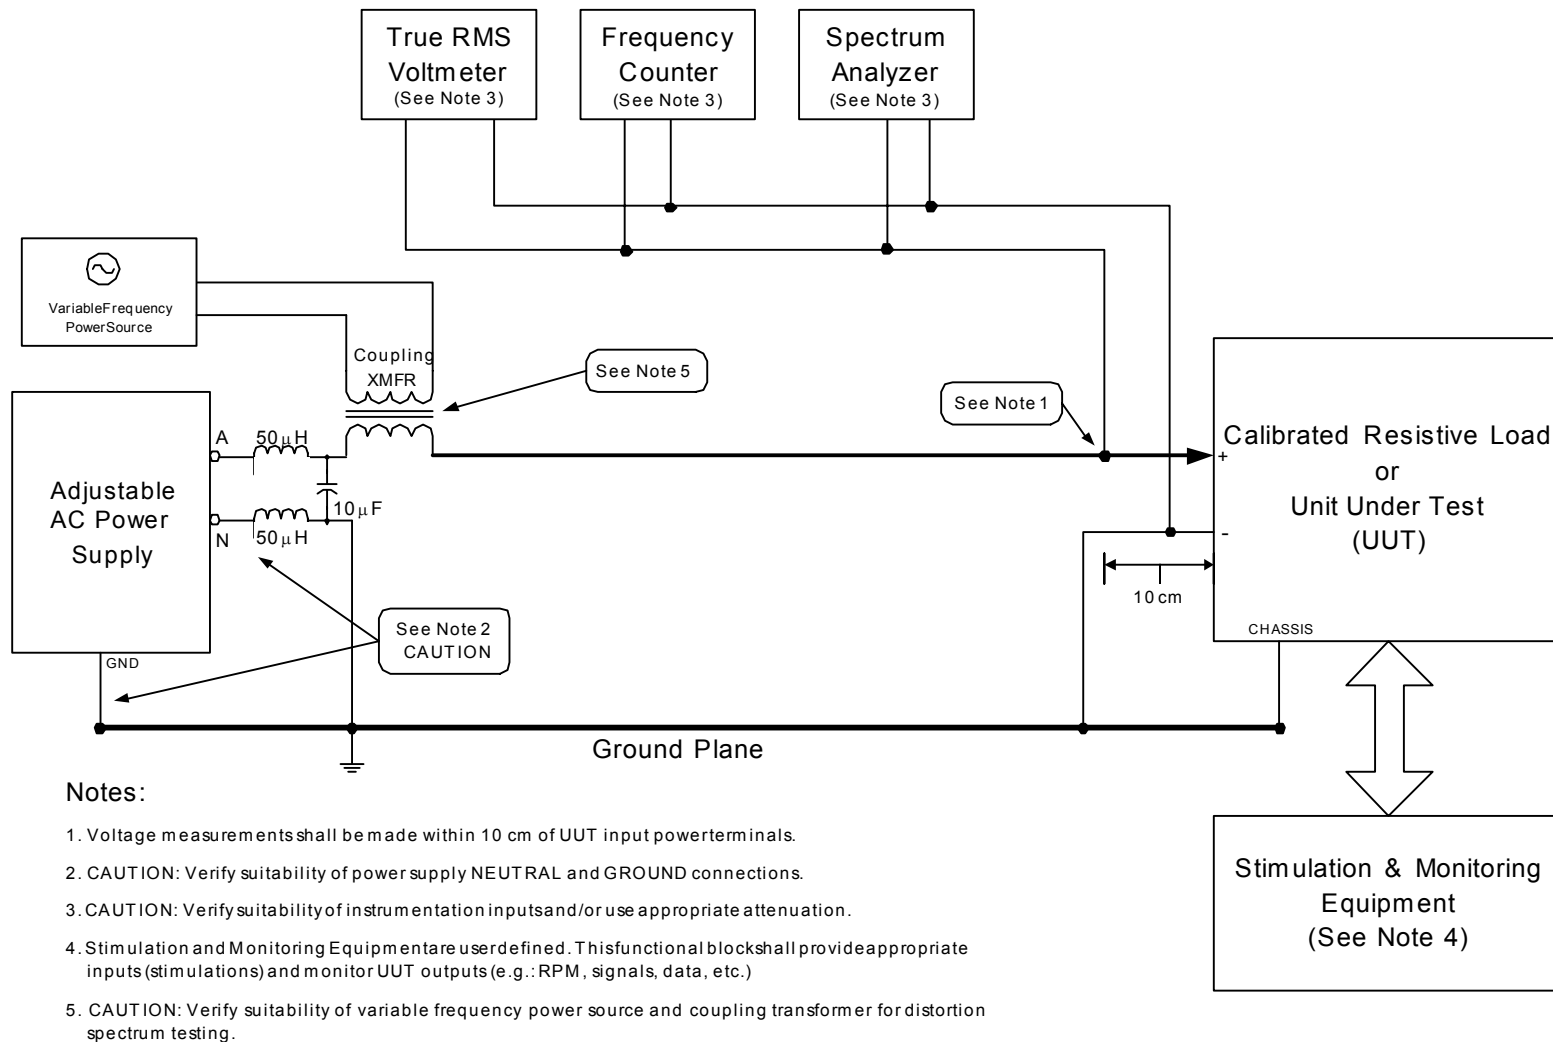 True RMS
Voltmeter
(See Note 3)
Frequency
Counter
(See Note 3)
Spectrum
Analyzer
(See Note 3)
Variable Frequency
Power Source
Coupling
XMFR
See Note 5
See Note 1
A
50 µH
10 µF
N
50 µH
Adjustable
AC Power
Supply
GND
See Note 2
CAUTION
+
-
Calibrated Resistive Load
or
Unit Under Test
(UUT)
10 cm
CHASSIS
Ground Plane
Stimulation & Monitoring
Equipment
(See Note 4)
Notes:
1. Voltage measurements shall be made within 10 cm of UUT input power terminals.
2. CAUTION: Verify suitability of power supply NEUTRAL and GROUND connections.
3. CAUTION: Verify suitability of instrumentation inputs and/or use appropriate attenuation.
4. Stimulation and Monitoring Equipment are user defined. This functional block shall provide appropriate
inputs (stimulations) and monitor UUT outputs (e.g.: RPM, signals, data, etc.)
5. CAUTION: Verify suitability of variable frequency power source and coupling transformer for distortion
spectrum testing.